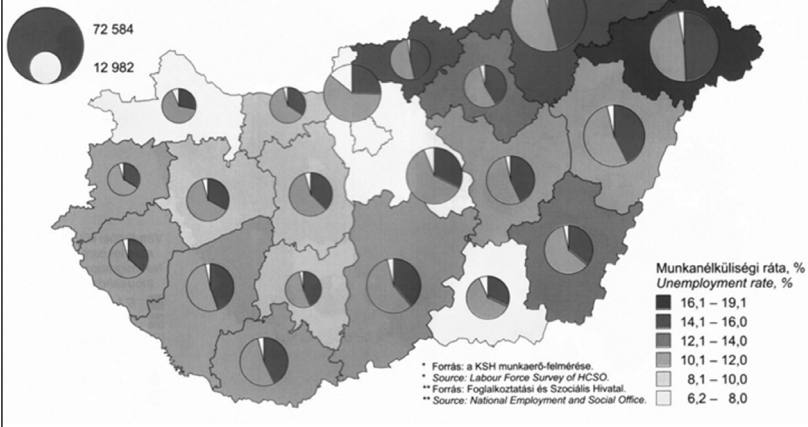 72 584
12 982
Munkanélküliségi ráta, %
Unemployment rate, %
16,1 – 19,1
14,1 – 16,0
12,1 – 14,0
10,1 – 12,0
8,1 – 10,0
6,2 – 8,0
* Forrás: a KSH munkaerő-felmérése.
* Source: Labour Force Survey of HCSO.
** Forrás: Foglalkoztatási és Szociális Hivatal.
** Source: National Employment and Social Office.